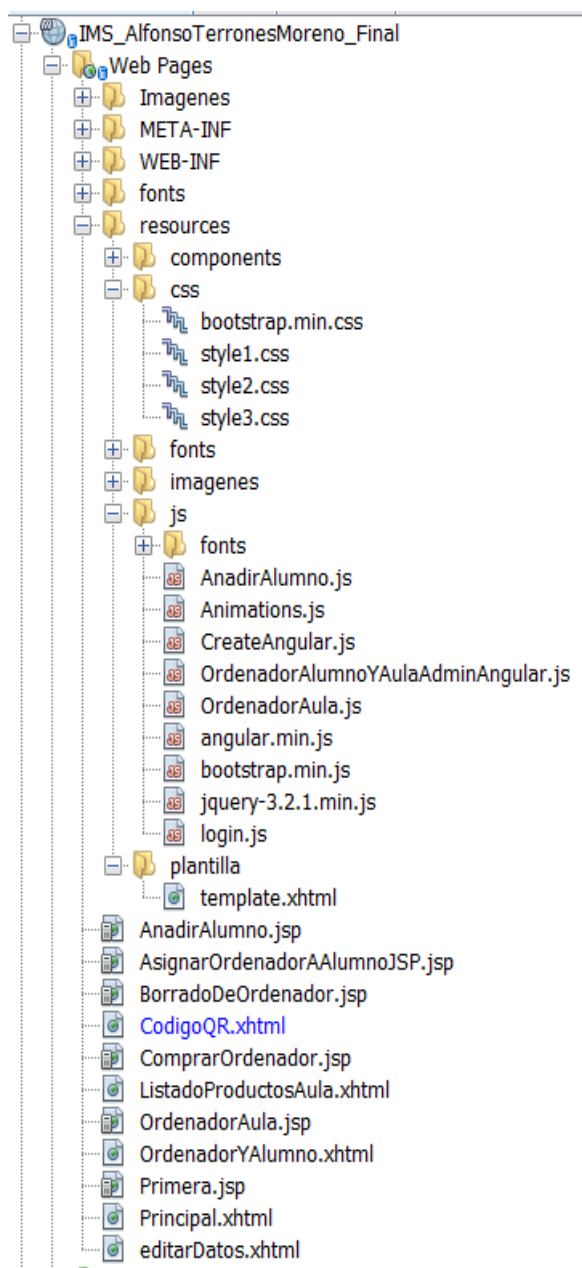 IMS_AlfonsoTerronesMoreno_Final
Web Pages
Imagenes
META-INF
WEB-INF
fonts
resources
components
css
bootstrap.min.css
style1.css
style2.css
style3.css
fonts
imagenes
js
fonts
AnadirAlumno.js
Animations.js
CreateAngular.js
OrdenadorAlumnoYAulaAdminAngular.js
OrdenadorAula.js
angular.min.js
bootstrap.min.js
jquery-3.2.1.min.js
login.js
plantilla
template.xhtml
AnadirAlumno.jsp
AsignarOrdenadorAAlumnoJSP.jsp
BorradoDeOrdenador.jsp
CodigoQR.xhtml
ComprarOrdenador.jsp
ListadoProductosAula.xhtml
OrdenadorAula.jsp
OrdenadorYAlumno.xhtml
Primera.jsp
Principal.xhtml
editarDatos.xhtml